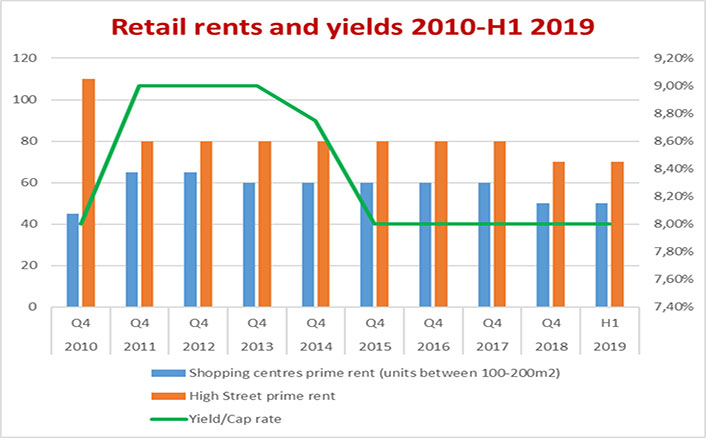 Retail rents and yields 2010-H1 2019
120 9,20%
100 9,00%
80 8,80%
60 8,60%
40 8,40%
20 8,20%
0 8,00%
7,80%
7,60%
7,40%
Q4 Q4 Q4 Q4 Q4 Q4 Q4 Q4 Q4 H1
2010 2011 2012 2013 2014 2015 2016 2017 2018 2019
Shopping centres prime rent (units between 100-200m2)
High Street prime rent
Yield/Cap rate